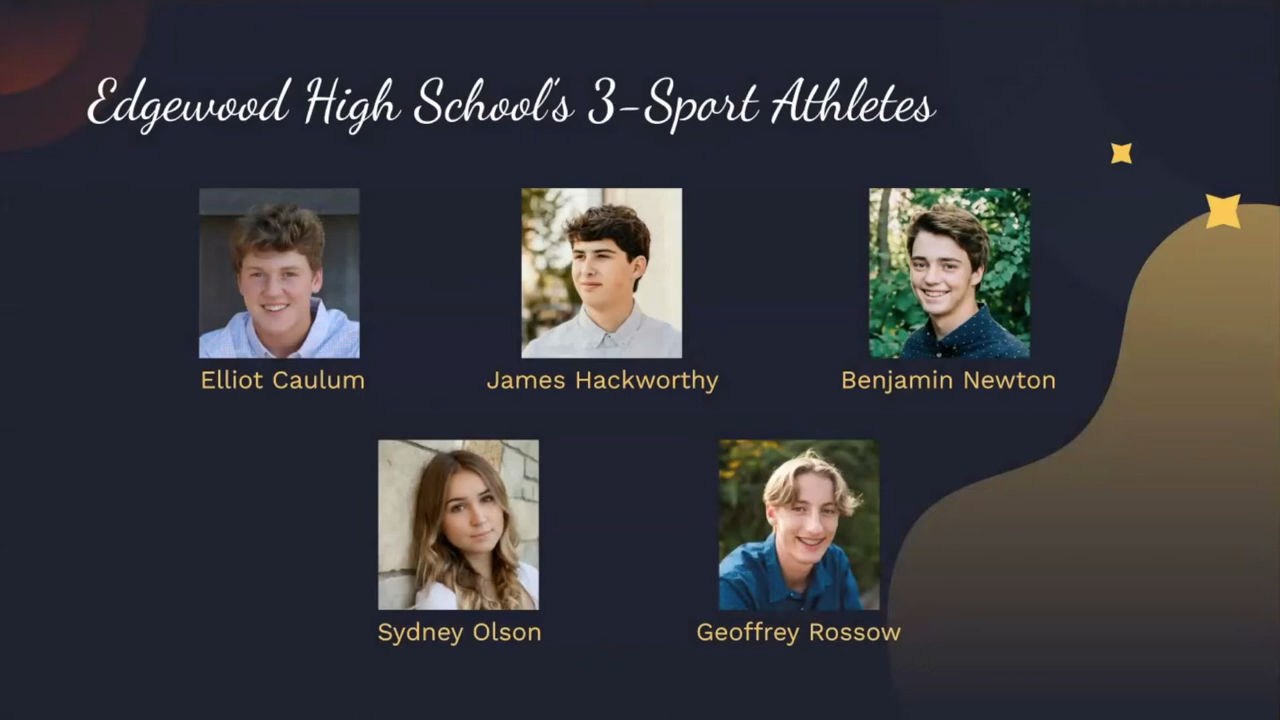 Edgewood High School's 3-Sport Athletes
Elliot Caulum
James Hackworthy
Benjamin Newton
Sydney Olson
Geoffrey Rossow